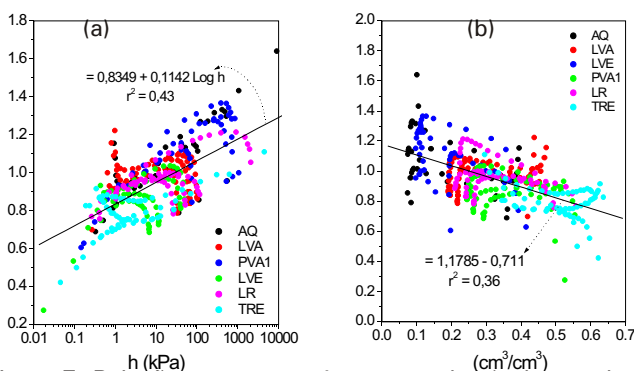 (a)
1.8
1.6
1.4
1.2
1.0
0.8
0.6
0.4
0.2
= 0,8349 + 0,1142 Log h
r² = 0,43
AQ
LVA
PVA1
LVE
LR
TRE
0.01 0.1 1 10 100 1000 10000
h (kPa)
(b)
2.0
1.8
1.6
1.4
1.2
1.0
0.8
0.6
0.4
0.2
0.0
AQ
LVA
LVE
PVA1
LR
TRE
= 1,1785 - 0,711
r² = 0,36
0.0 0.1 0.2 0.3 0.4 0.5 0.6 0.7
(cm³/cm³)